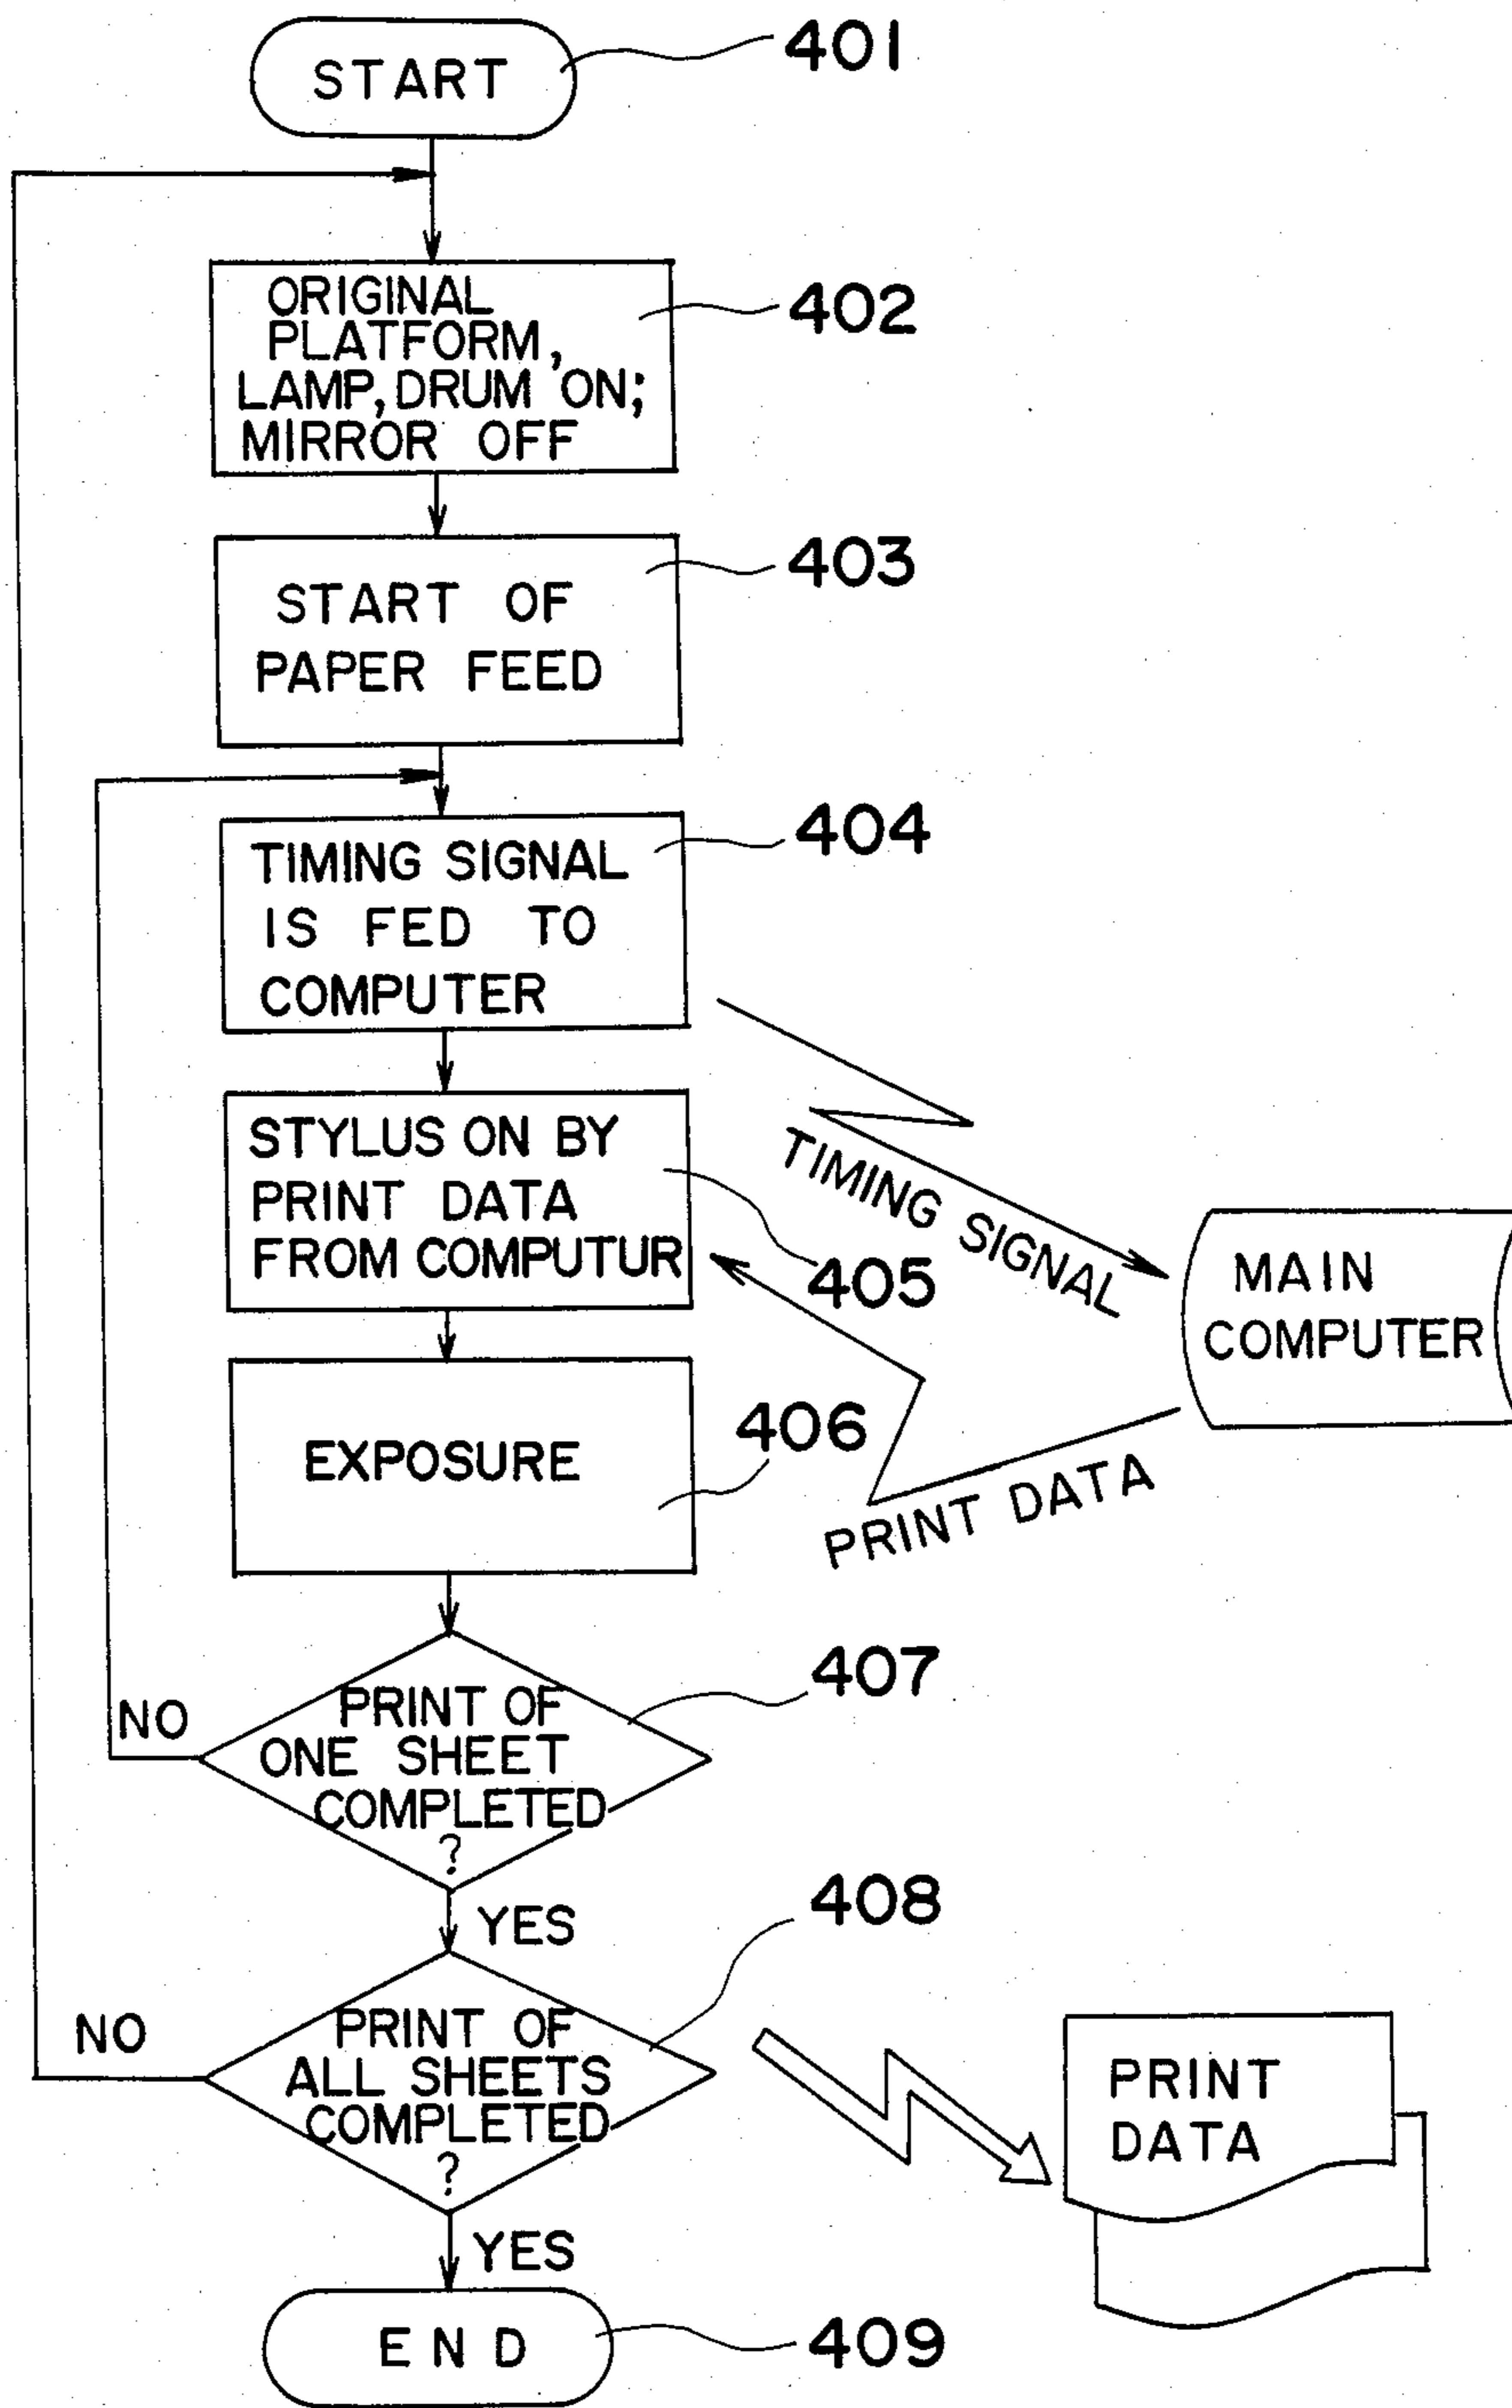 START
401
ORIGINAL
PLATFORM,
LAMP, DRUM ON;
MIRROR OFF
402
START OF
PAPER FEED
403
TIMING SIGNAL
IS FED TO
COMPUTER
404
STYLUS ON BY
PRINT DATA
FROM COMPUTUR
405
TIMING SIGNAL
MAIN
COMPUTER
EXPOSURE
406
PRINT DATA
PRINT OF
ONE SHEET
COMPLETED
?
407
NO
YES
PRINT OF
ALL SHEETS
COMPLETED
?
408
NO
PRINT
DATA
YES
END
409